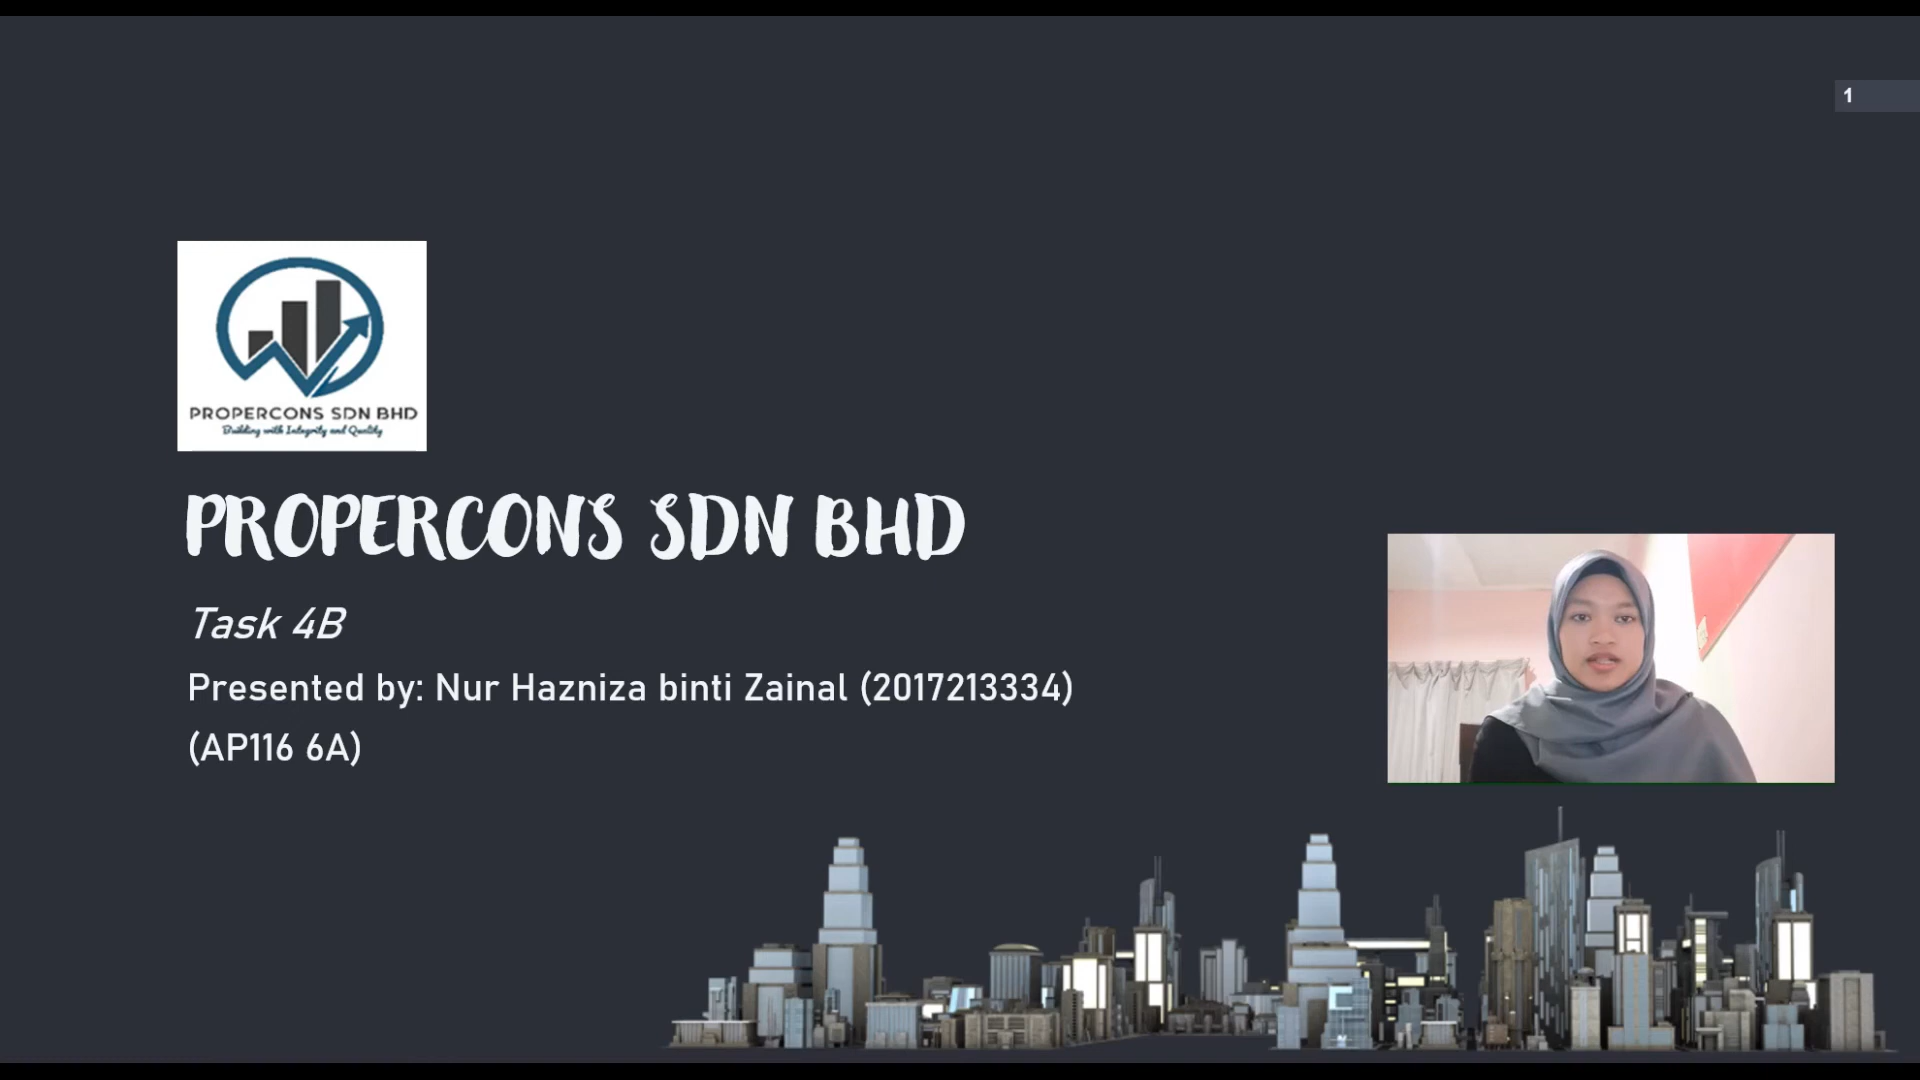 1
PROPERCONS SDN BHD
Building with Integrity and Quality
PROPERCONS SDN BHD
Task 4B
Presented by: Nur Hazniza binti Zainal (2017213334)
(AP116 6A)